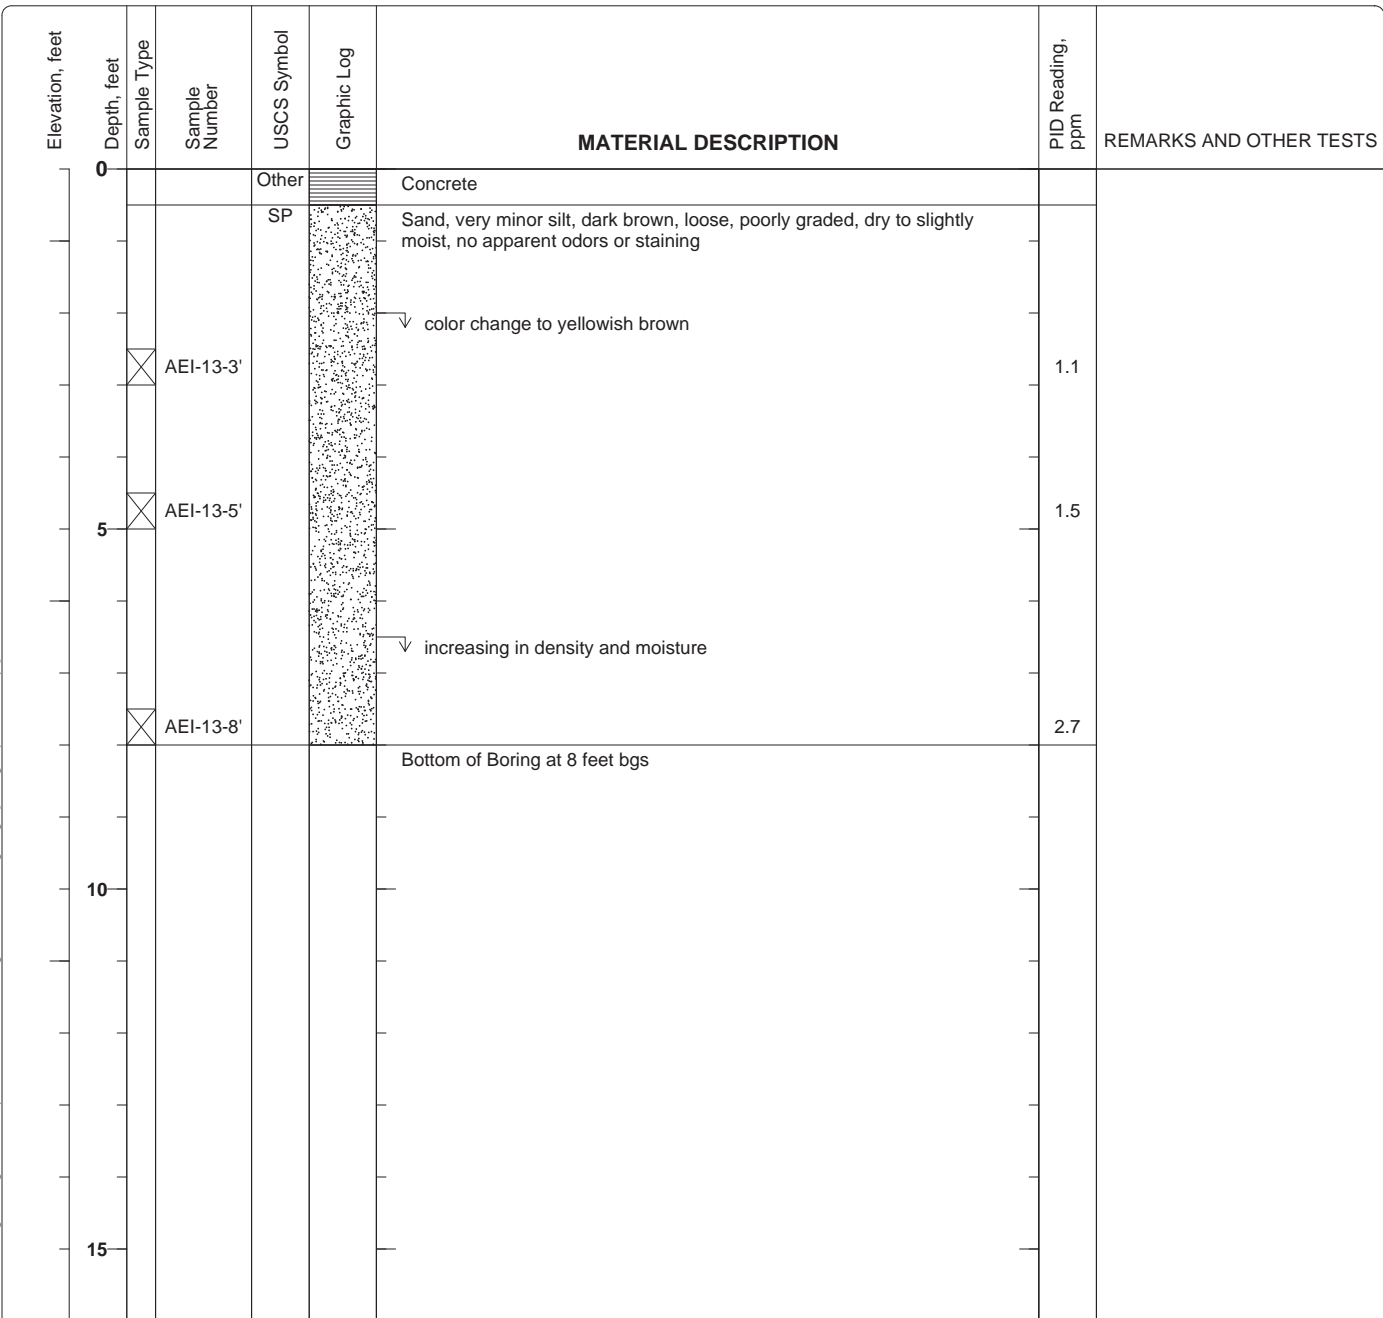 Elevation, feet
Depth, feet
Sample Type
Sample
Number
USCS Symbol
Graphic Log
MATERIAL DESCRIPTION
PID Reading,
ppm
REMARKS AND OTHER TESTS
0
Other
Concrete
SP
Sand, very minor silt, dark brown, loose, poorly graded, dry to slightly
moist, no apparent odors or staining
color change to yellowish brown
AEI-13-3'
1.1
AEI-13-5'
1.5
5
increasing in density and moisture
AEI-13-8'
2.7
Bottom of Boring at 8 feet bgs
10
15